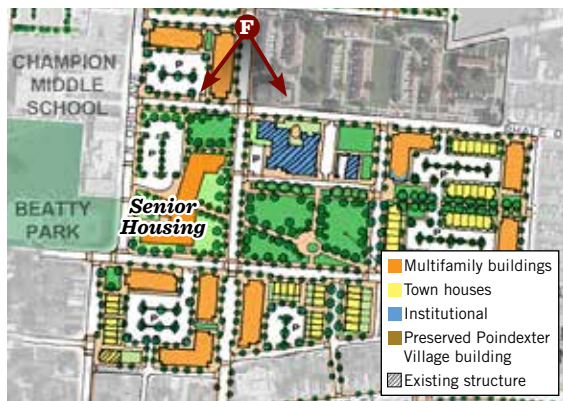 F
CHAMPION
MIDDLE
SCHOOL
P
P
P
P
BEATTY
PARK
Senior
Housing
P
P
P
Multifamily buildings
Town houses
Institutional
Preserved Poindexter
Village building
Existing structure